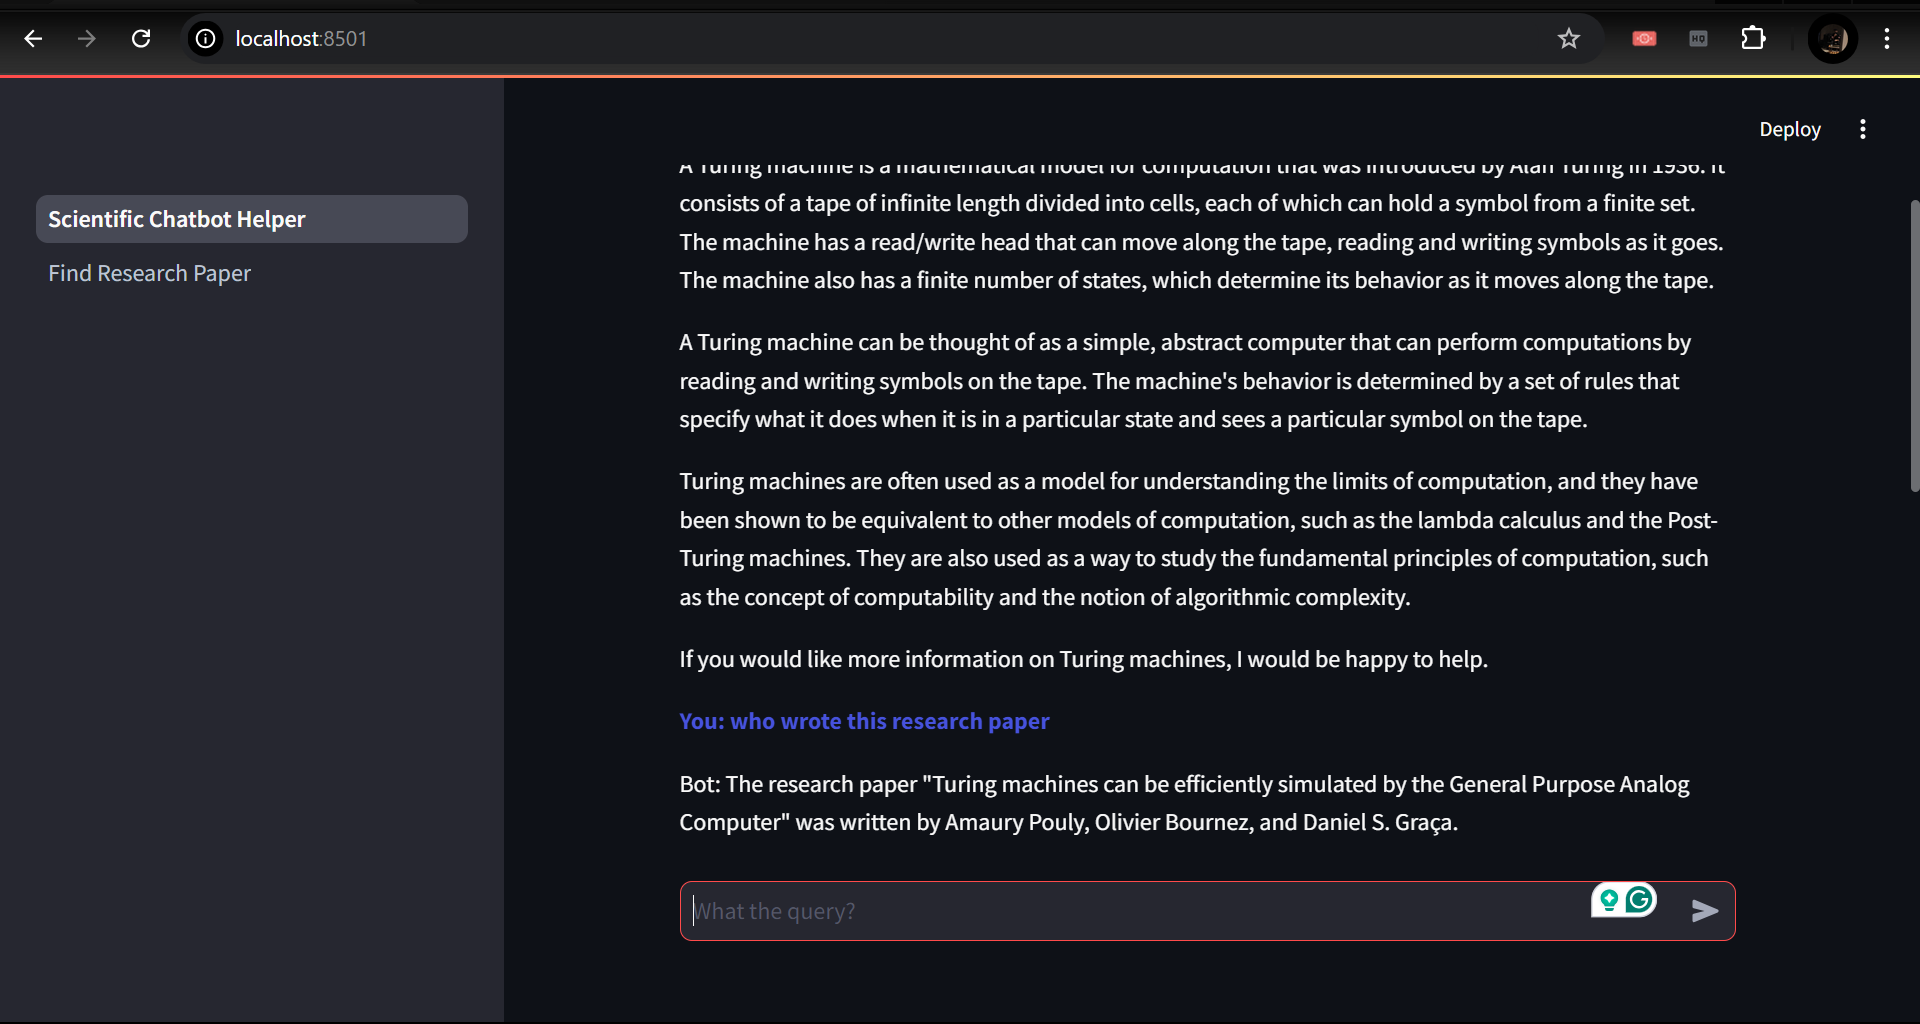 localhost:8501
HQ
Deploy
Scientific Chatbot Helper
Find Research Paper
A Turing machine is a mathematical model for computation that was introduced by Alan Turing in 1936. It
consists of a tape of infinite length divided into cells, each of which can hold a symbol from a finite set.
The machine has a read/write head that can move along the tape, reading and writing symbols as it goes.
The machine also has a finite number of states, which determine its behavior as it moves along the tape.
A Turing machine can be thought of as a simple, abstract computer that can perform computations by
reading and writing symbols on the tape. The machine's behavior is determined by a set of rules that
specify what it does when it is in a particular state and sees a particular symbol on the tape.
Turing machines are often used as a model for understanding the limits of computation, and they have
been shown to be equivalent to other models of computation, such as the lambda calculus and the Post-
Turing machines. They are also used as a way to study the fundamental principles of computation, such
as the concept of computability and the notion of algorithmic complexity.
If you would like more information on Turing machines, I would be happy to help.
You: who wrote this research paper
Bot: The research paper "Turing machines can be efficiently simulated by the General Purpose Analog
Computer" was written by Amaury Pouly, Olivier Bournez, and Daniel S. Graça.
What the query?